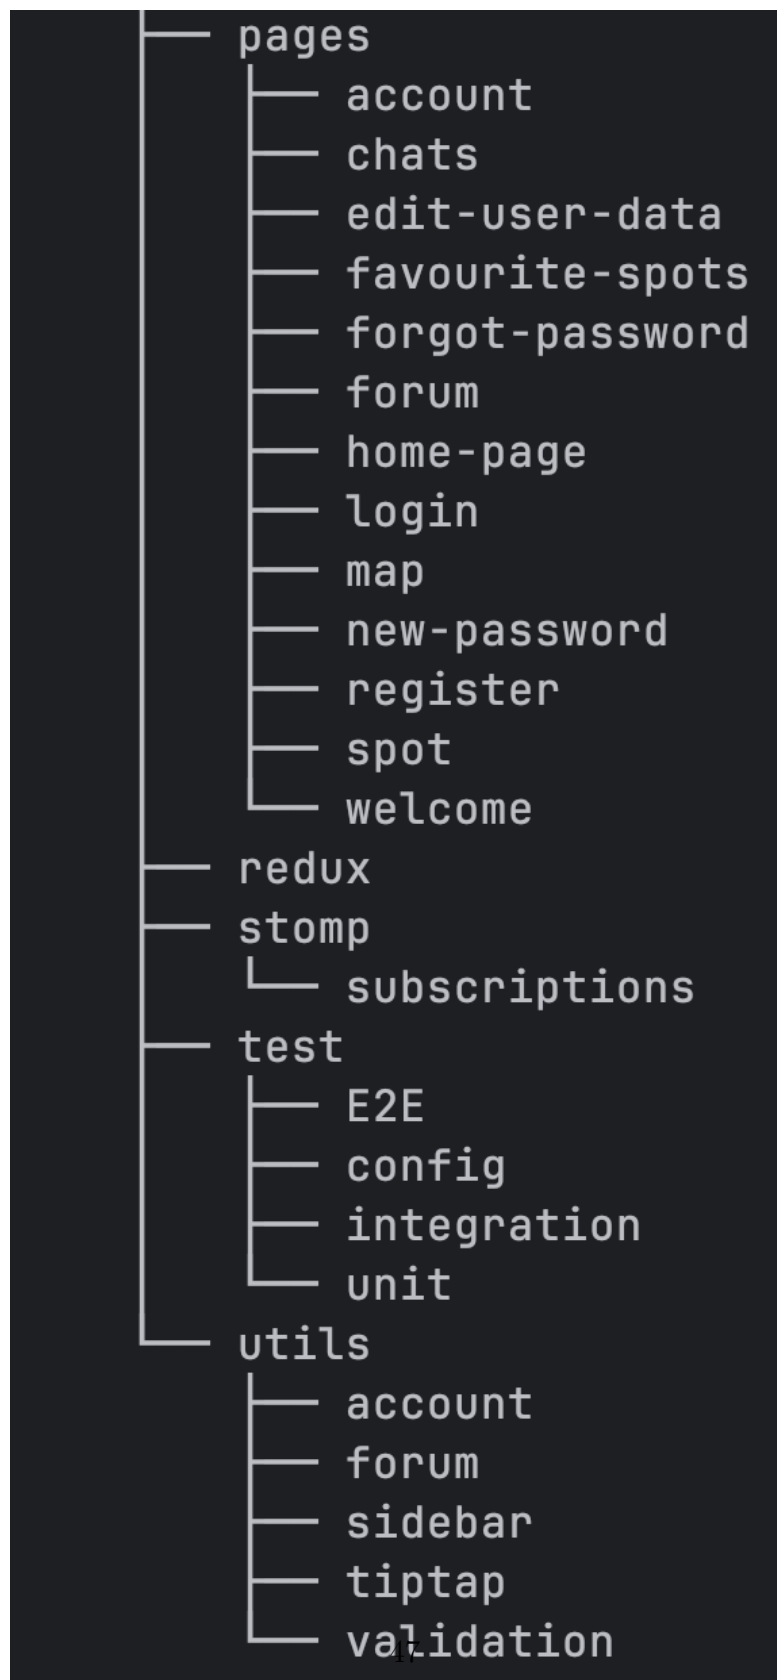 pages
account
chats
edit-user-data
favourite-spots
forgot-password
forum
home-page
login
map
new-password
register
spot
welcome
redux
stomp
subscriptions
test
E2E
config
integration
unit
utils
account
forum
sidebar
tiptap
validation
47